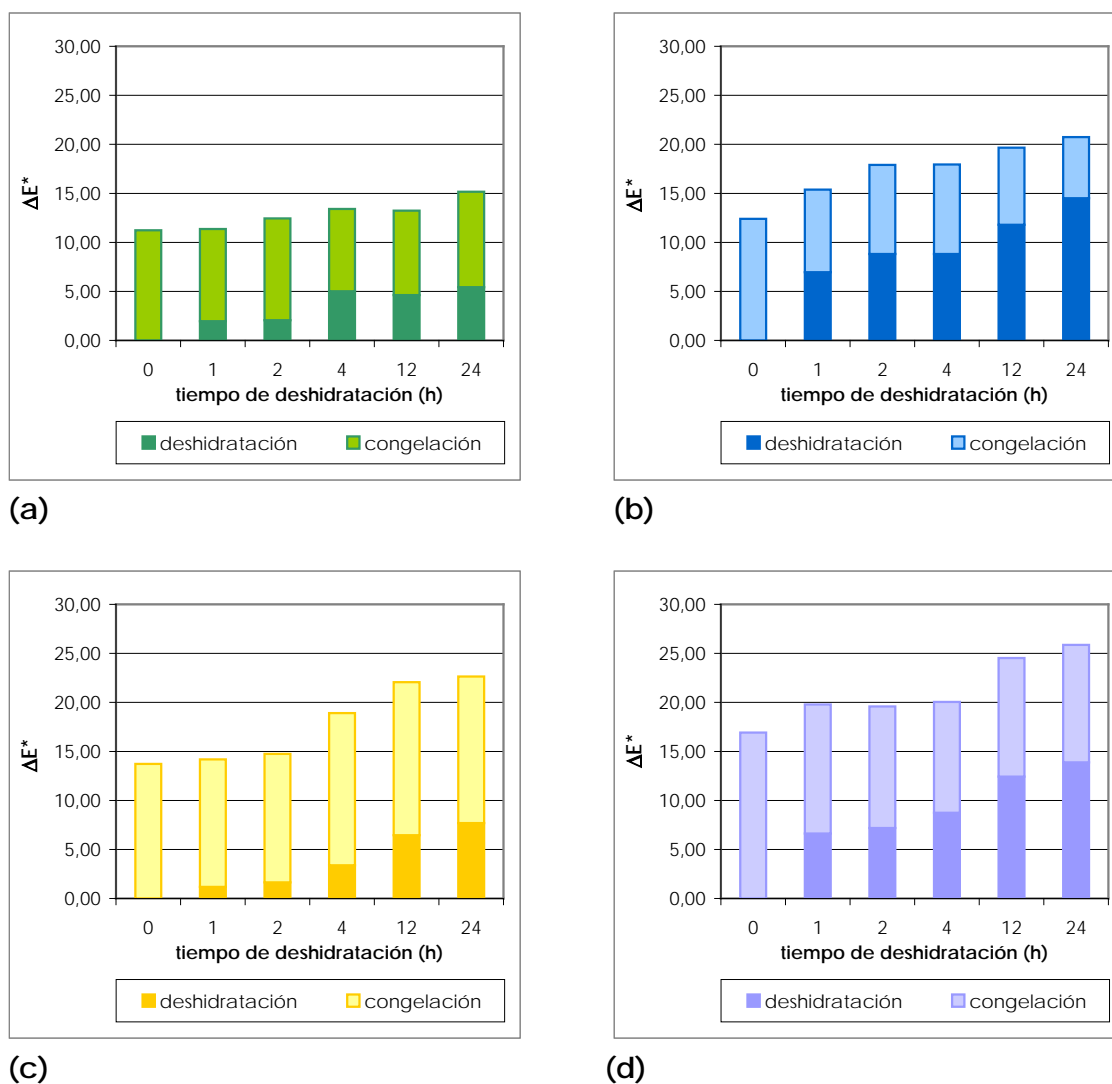 30,00
25,00
20,00
15,00
10,00
5,00
0,00
ΔE*
0 1 2 4 12 24
tiempo de deshidratación (h)
deshidratación congelación
(a)
30,00
25,00
20,00
15,00
10,00
5,00
0,00
ΔE*
0 1 2 4 12 24
tiempo de deshidratación (h)
deshidratación congelación
(b)
30,00
25,00
20,00
15,00
10,00
5,00
0,00
ΔE*
0 1 2 4 12 24
tiempo de deshidratación (h)
deshidratación congelación
(c)
30,00
25,00
20,00
15,00
10,00
5,00
0,00
ΔE*
0 1 2 4 12 24
tiempo de deshidratación (h)
deshidratación congelación
(d)